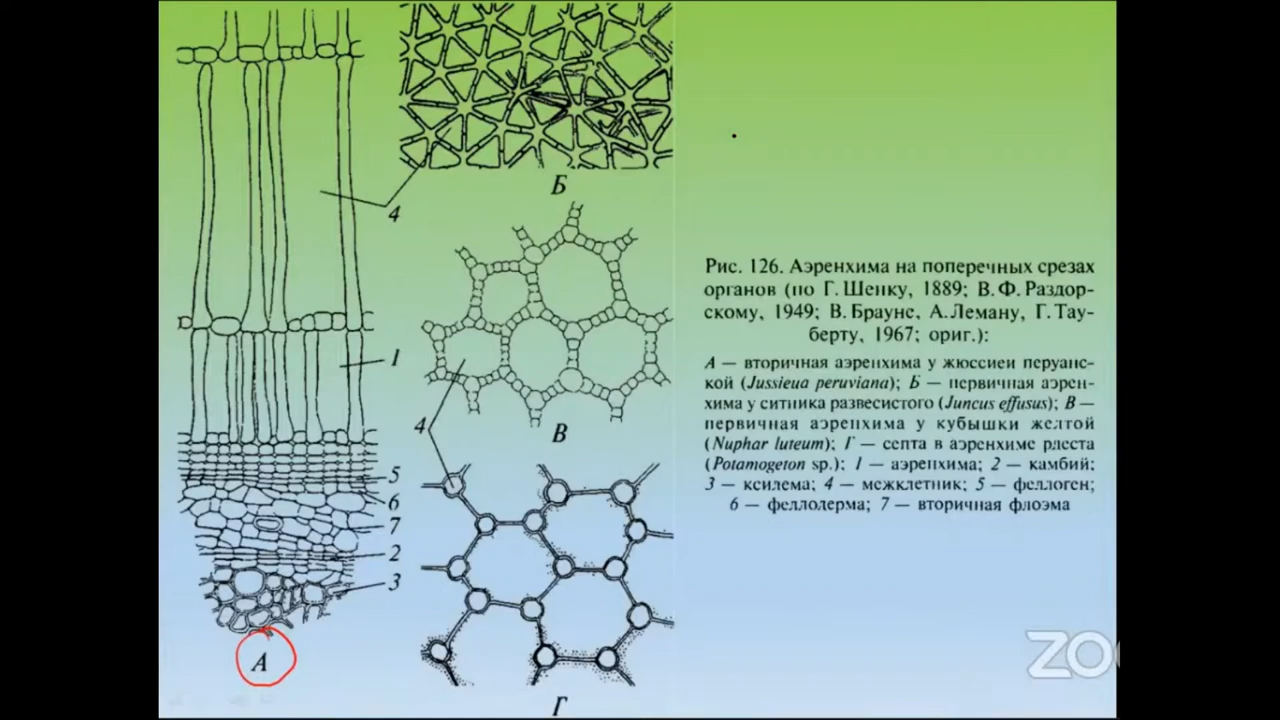 4
Б
1
В
4
5
6
7
2
3
А
Г
Рис. 126. Аэренхима на поперечных срезах
органов (по Г. Шенку, 1889; В. Ф. Раздор-
скому, 1949; В. Браунс, А. Леману, Г. Тау-
берту, 1967; ориг.):
А — вторичная аэренхима у жюссиеи перуанс-
кой (Jussieua peruviana); Б — первичная аэрен-
хима у ситника развесистого (Juncus effusus); В —
первичная аэренхима у кубышки желтой
(Nuphar luteum); Г — септа в аэренхиме рдеста
(Potamogeton sp.); 1 — аэренхима; 2 — камбий;
3 — ксилема; 4 — межклетник; 5 — феллоген;
6 — феллодерма; 7 — вторичная флоэма
ZO